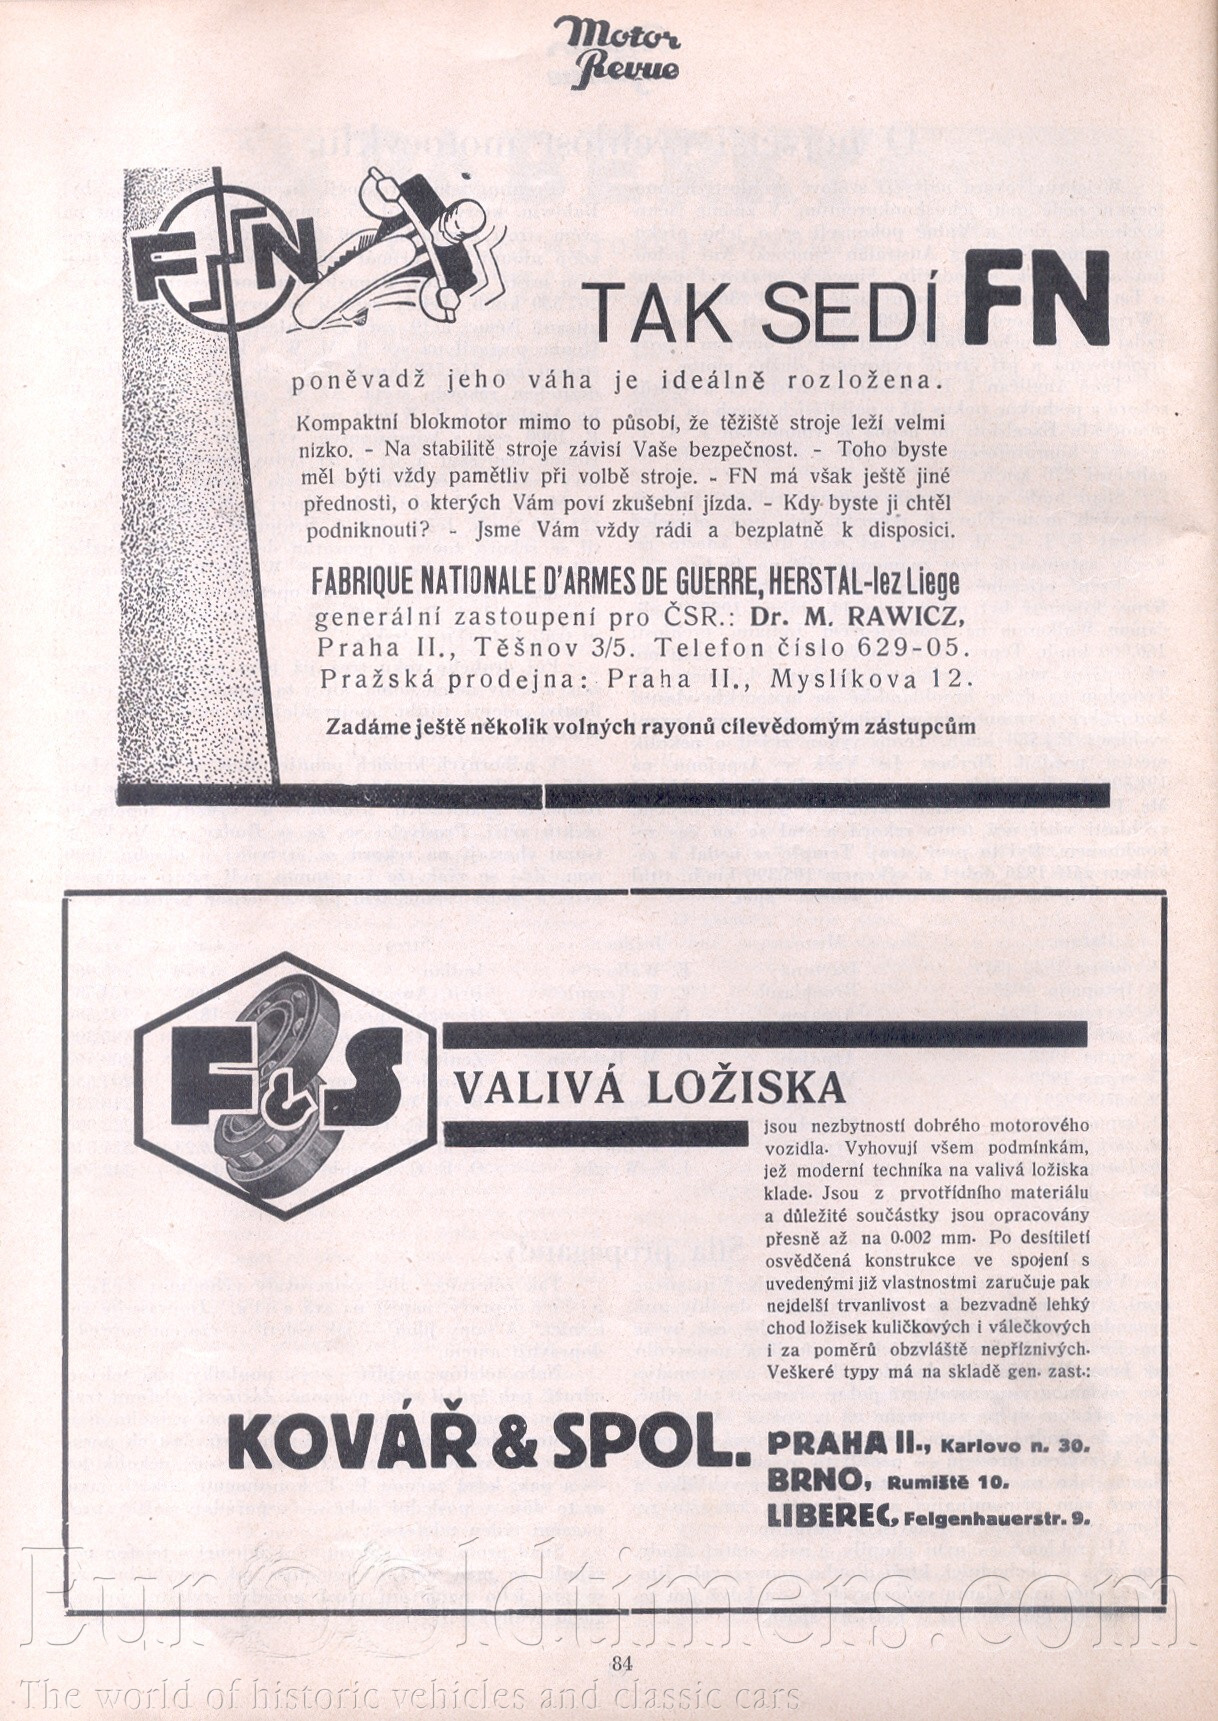 Motor
Revue
FN
TAK SEDÍ FN
poněvadž jeho váha je ideálně rozložena.
Kompaktní blokmotor mimo to působí, že těžiště stroje leží velmi
nízko. - Na stabilitě stroje závisí Vaše bezpečnost. - Toho byste
měl býti vždy pamětliv při volbě stroje. - FN má však ještě jiné
přednosti, o kterých Vám poví zkušební jízda. - Kdy byste ji chtěl
podniknouti? - Jsme Vám vždy rádi a bezplatně k disposici.
FABRIQUE NATIONALE D'ARMES DE GUERRE, HERSTAL-lez Liege
generální zastoupení pro ČSR.: Dr. M. RAWICZ,
Praha II., Těšnov 3/5. Telefon číslo 629-05.
Pražská prodejna: Praha II., Myslíkova 12.
Zadáme ještě několik volných rayonů cílevědomým zástupcům
F&S
VALIVÁ LOŽISKA
jsou nezbytností dobrého motorového
vozidla. Vyhovují všem podmínkám,
jež moderní technika na valivá ložiska
klade. Jsou z prvotřídního materiálu
a důležité součástky jsou opracovány
přesně až na 0.002 mm. Po desítiletí
osvědčená konstrukce ve spojení s
uvedenými již vlastnostmi zaručuje pak
nejdelší trvanlivost a bezvadně lehký
chod ložisek kuličkových i válečkových
i za poměrů obzvláště nepříznivých.
Veškeré typy má na skladě gen. zast.:
KOVÁŘ & SPOL.
PRAHA II., Karlovo n. 30.
BRNO, Rumiště 10.
LIBEREC, Felgenhauerstr. 9.
84
EuroOldtimers.com
The world of historic vehicles and classic cars